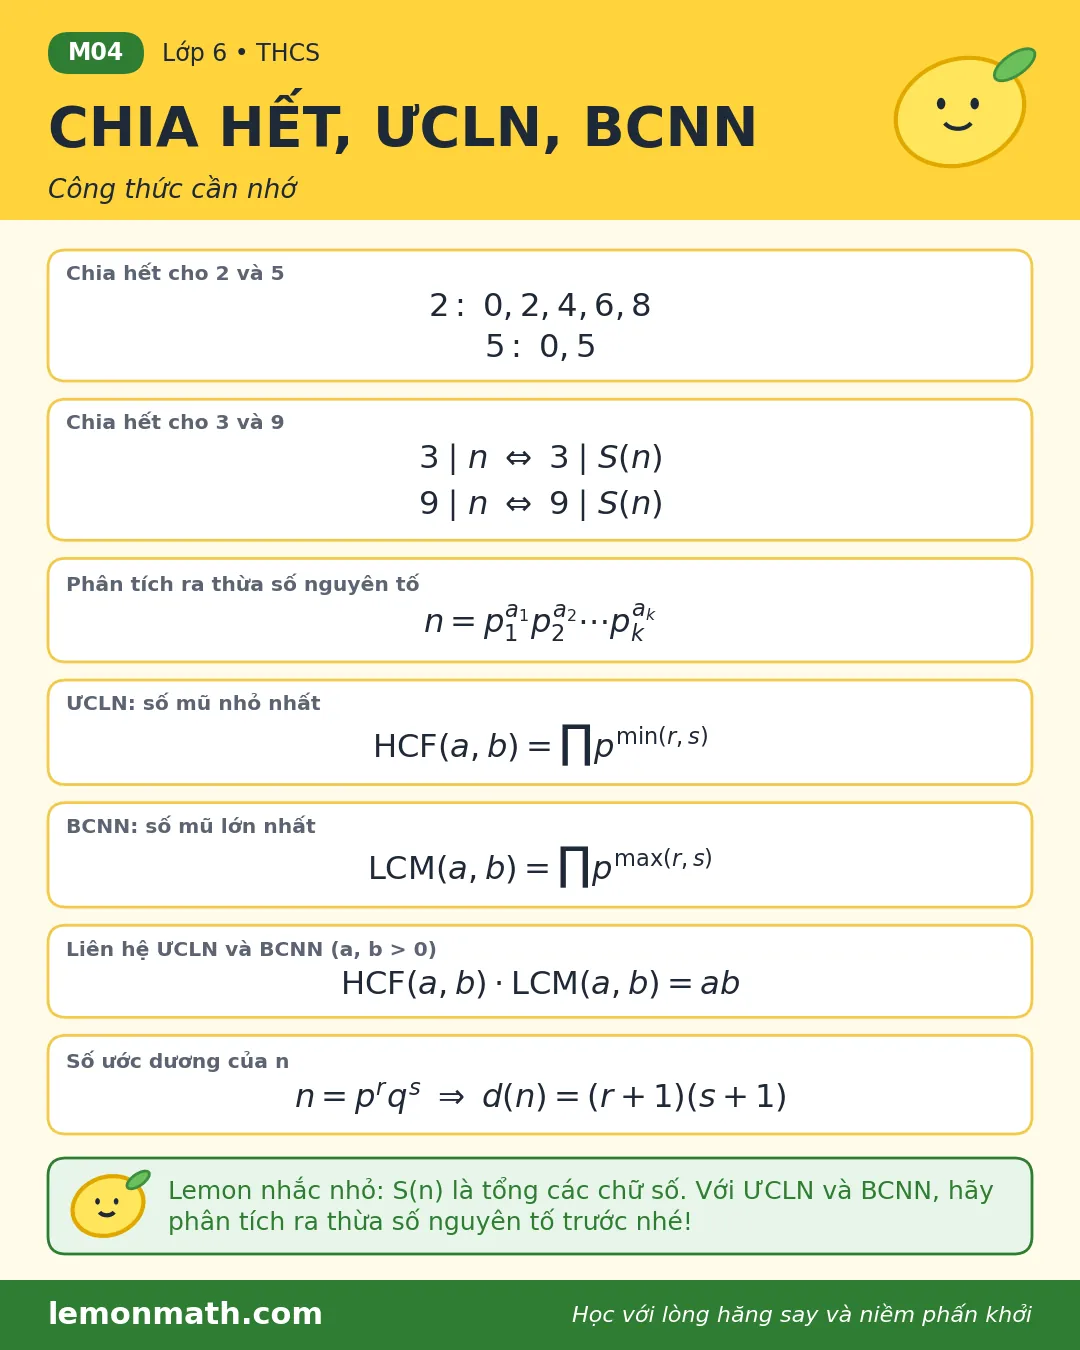 M04 Lớp 6 • THCS
CHIA HẾT, ƯCLN, BCNN
Công thức cần nhớ
Chia hết cho 2 và 5
2 : 0, 2, 4, 6, 8
5 : 0, 5
Chia hết cho 3 và 9
3 | n ⇔ 3 | S(n)
9 | n ⇔ 9 | S(n)
Phân tích ra thừa số nguyên tố
n = p_1^{a_1} p_2^{a_2} ⋯ p_k^{a_k}
ƯCLN: số mũ nhỏ nhất
HCF(a, b) = ∏ p^{min(r, s)}
BCNN: số mũ lớn nhất
LCM(a, b) = ∏ p^{max(r, s)}
Liên hệ ƯCLN và BCNN (a, b > 0)
HCF(a, b) · LCM(a, b) = ab
Số ước dương của n
n = p^r q^s ⇒ d(n) = (r + 1)(s + 1)
Lemon nhắc nhỏ: S(n) là tổng các chữ số. Với ƯCLN và BCNN, hãy
phân tích ra thừa số nguyên tố trước nhé!
lemonmath.com
Học với lòng hăng say và niềm phấn khởi